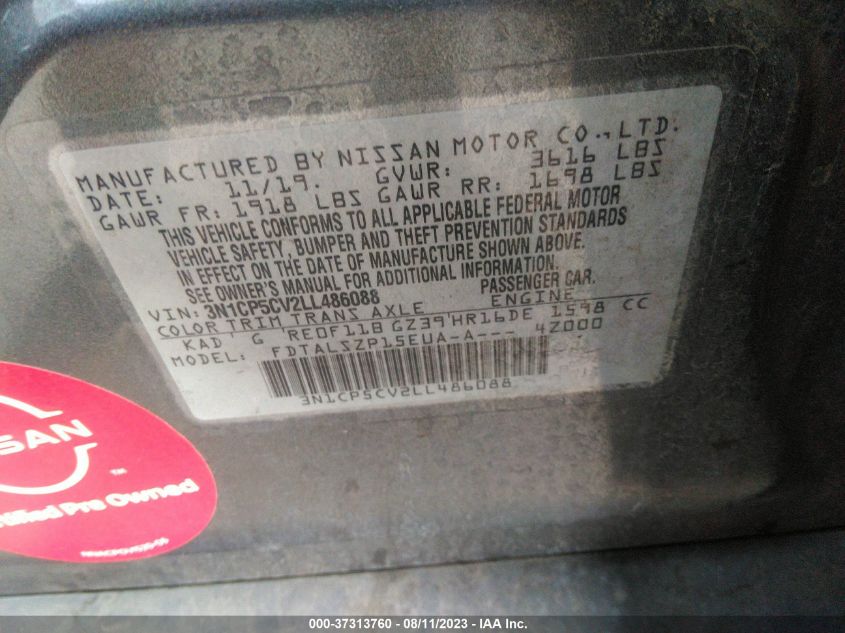 MANUFACTURED BY NISSAN MOTOR CO.,LTD.
DATE: 11/19. GVWR: 3616 LBS
GAWR FR: 1918 LBS GAWR RR: 1698 LBS
THIS VEHICLE CONFORMS TO ALL APPLICABLE FEDERAL MOTOR
VEHICLE SAFETY, BUMPER AND THEFT PREVENTION STANDARDS
IN EFFECT ON THE DATE OF MANUFACTURE SHOWN ABOVE.
SEE OWNER'S MANUAL FOR ADDITIONAL INFORMATION.
VIN: 3N1CP5CV2LL486088 PASSENGER CAR.
COLOR TRIM TRANS AXLE ENGINE
KAD G RE0F11B GZ39 HR16DE 1598 CC
MODEL: FDTALSZP15EUA-A--- 4Z000
3N1CP5CV2LL486088
SSAN
™
rtified Pre Owned
000-37313760 - 08/11/2023 - IAA Inc.